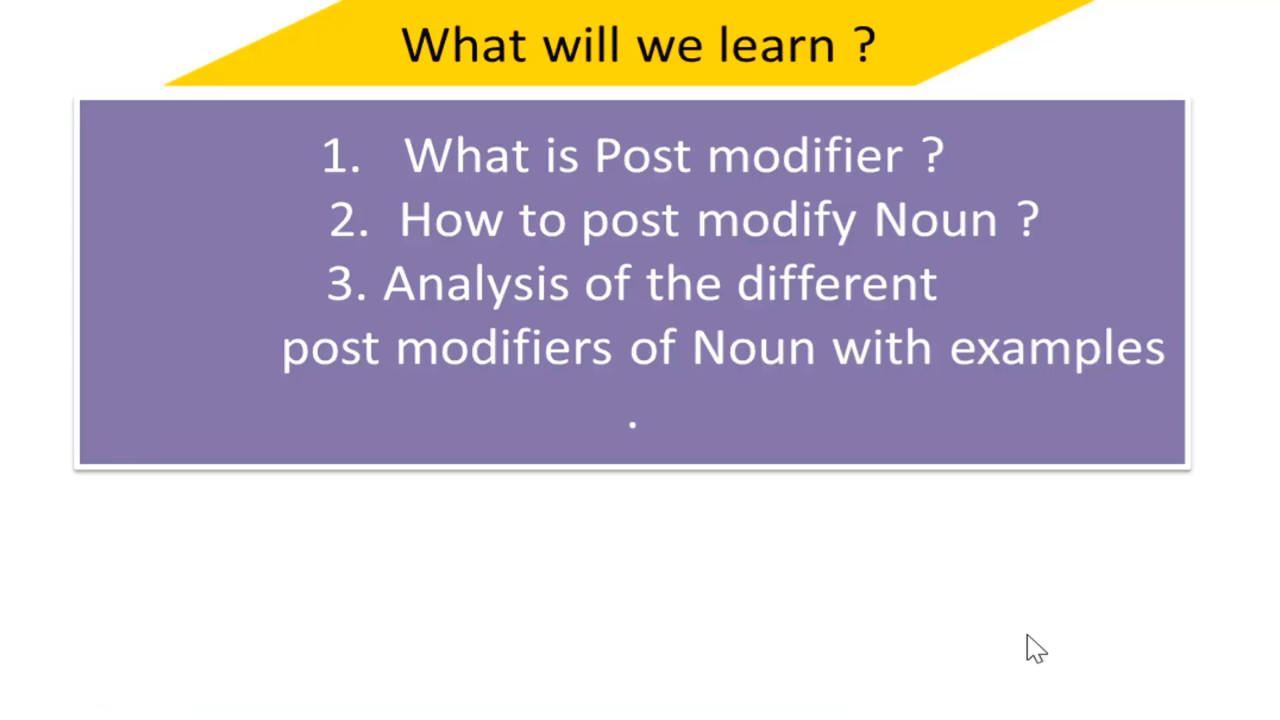 What will we learn ?
1. What is Post modifier ?
2. How to post modify Noun ?
3. Analysis of the different
post modifiers of Noun with examples
.